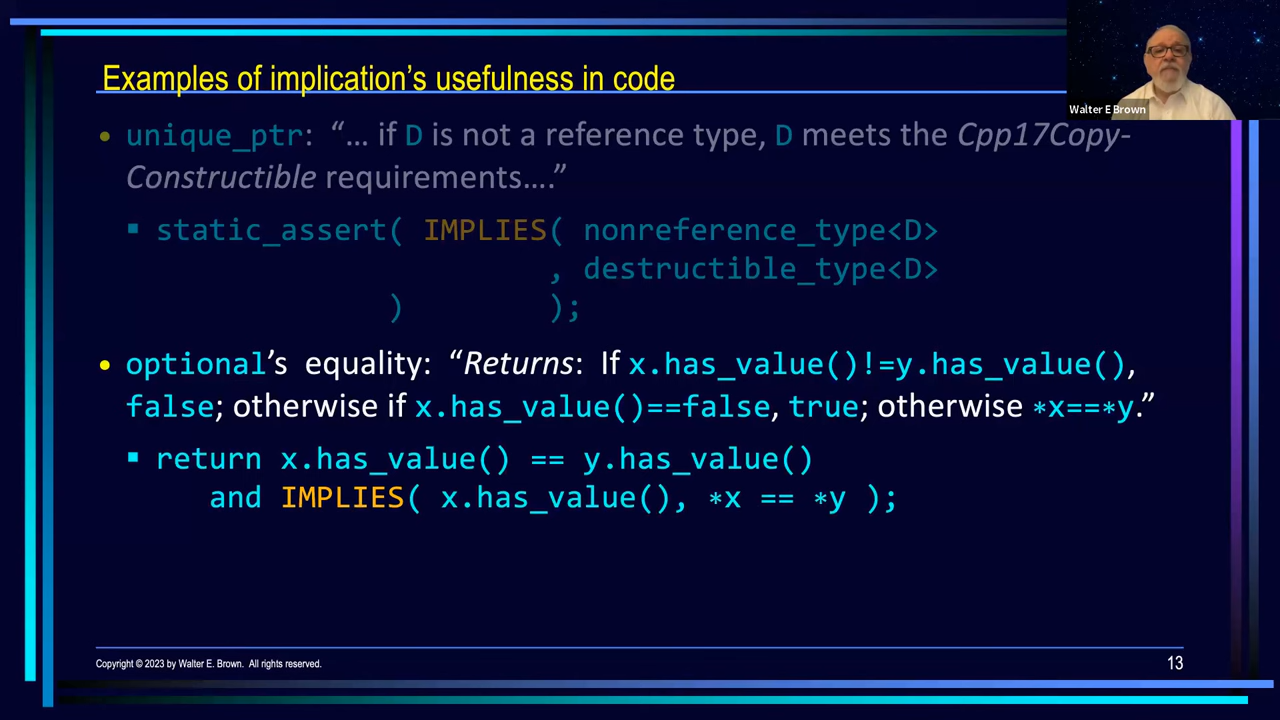 Examples of implication’s usefulness in code
Walter E Brown
• unique_ptr: “… if D is not a reference type, D meets the Cpp17Copy-
Constructible requirements….”
▪ static_assert( IMPLIES( nonreference_type<D>
, destructible_type<D>
) );
• optional’s equality: “Returns: If x.has_value()!=y.has_value(),
false; otherwise if x.has_value()==false, true; otherwise *x==*y.”
▪ return x.has_value() == y.has_value()
and IMPLIES( x.has_value(), *x == *y );
Copyright © 2023 by Walter E. Brown. All rights reserved.
13